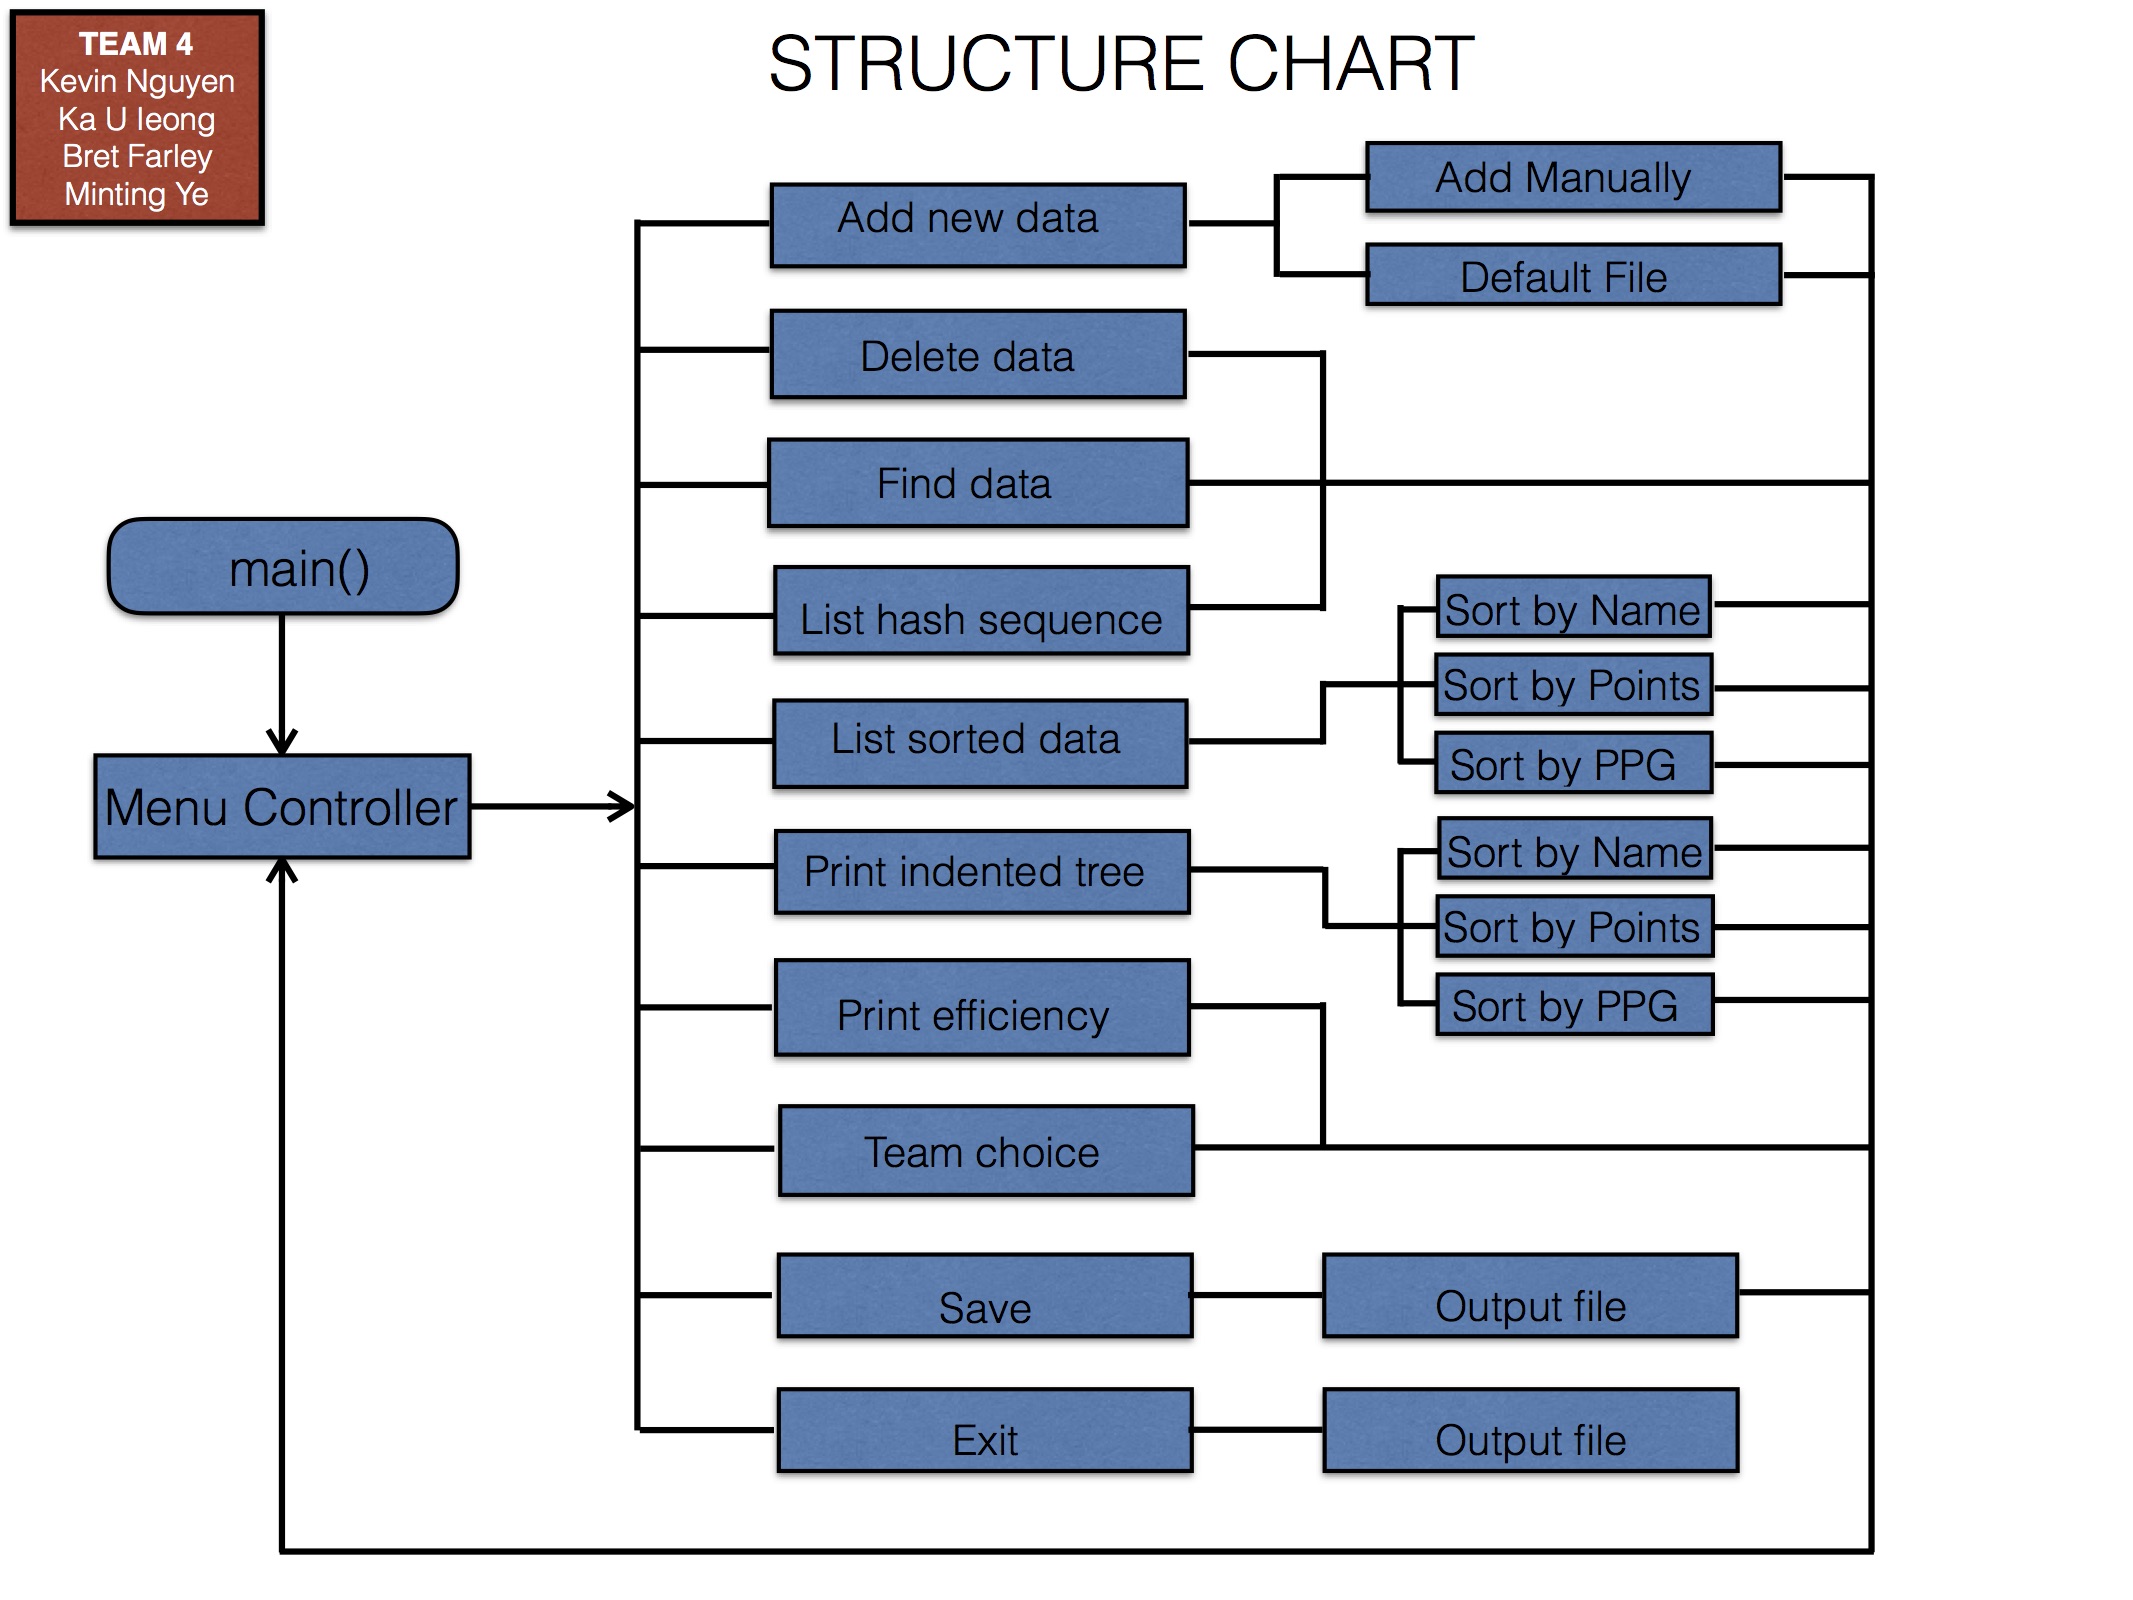 TEAM 4
Kevin Nguyen
Ka U Ieong
Bret Farley
Minting Ye
STRUCTURE CHART
main()
Menu Controller
Add new data
Add Manually
Default File
Delete data
Find data
List hash sequence
List sorted data
Sort by Name
Sort by Points
Sort by PPG
Print indented tree
Sort by Name
Sort by Points
Sort by PPG
Print efficiency
Team choice
Save
Output file
Exit
Output file